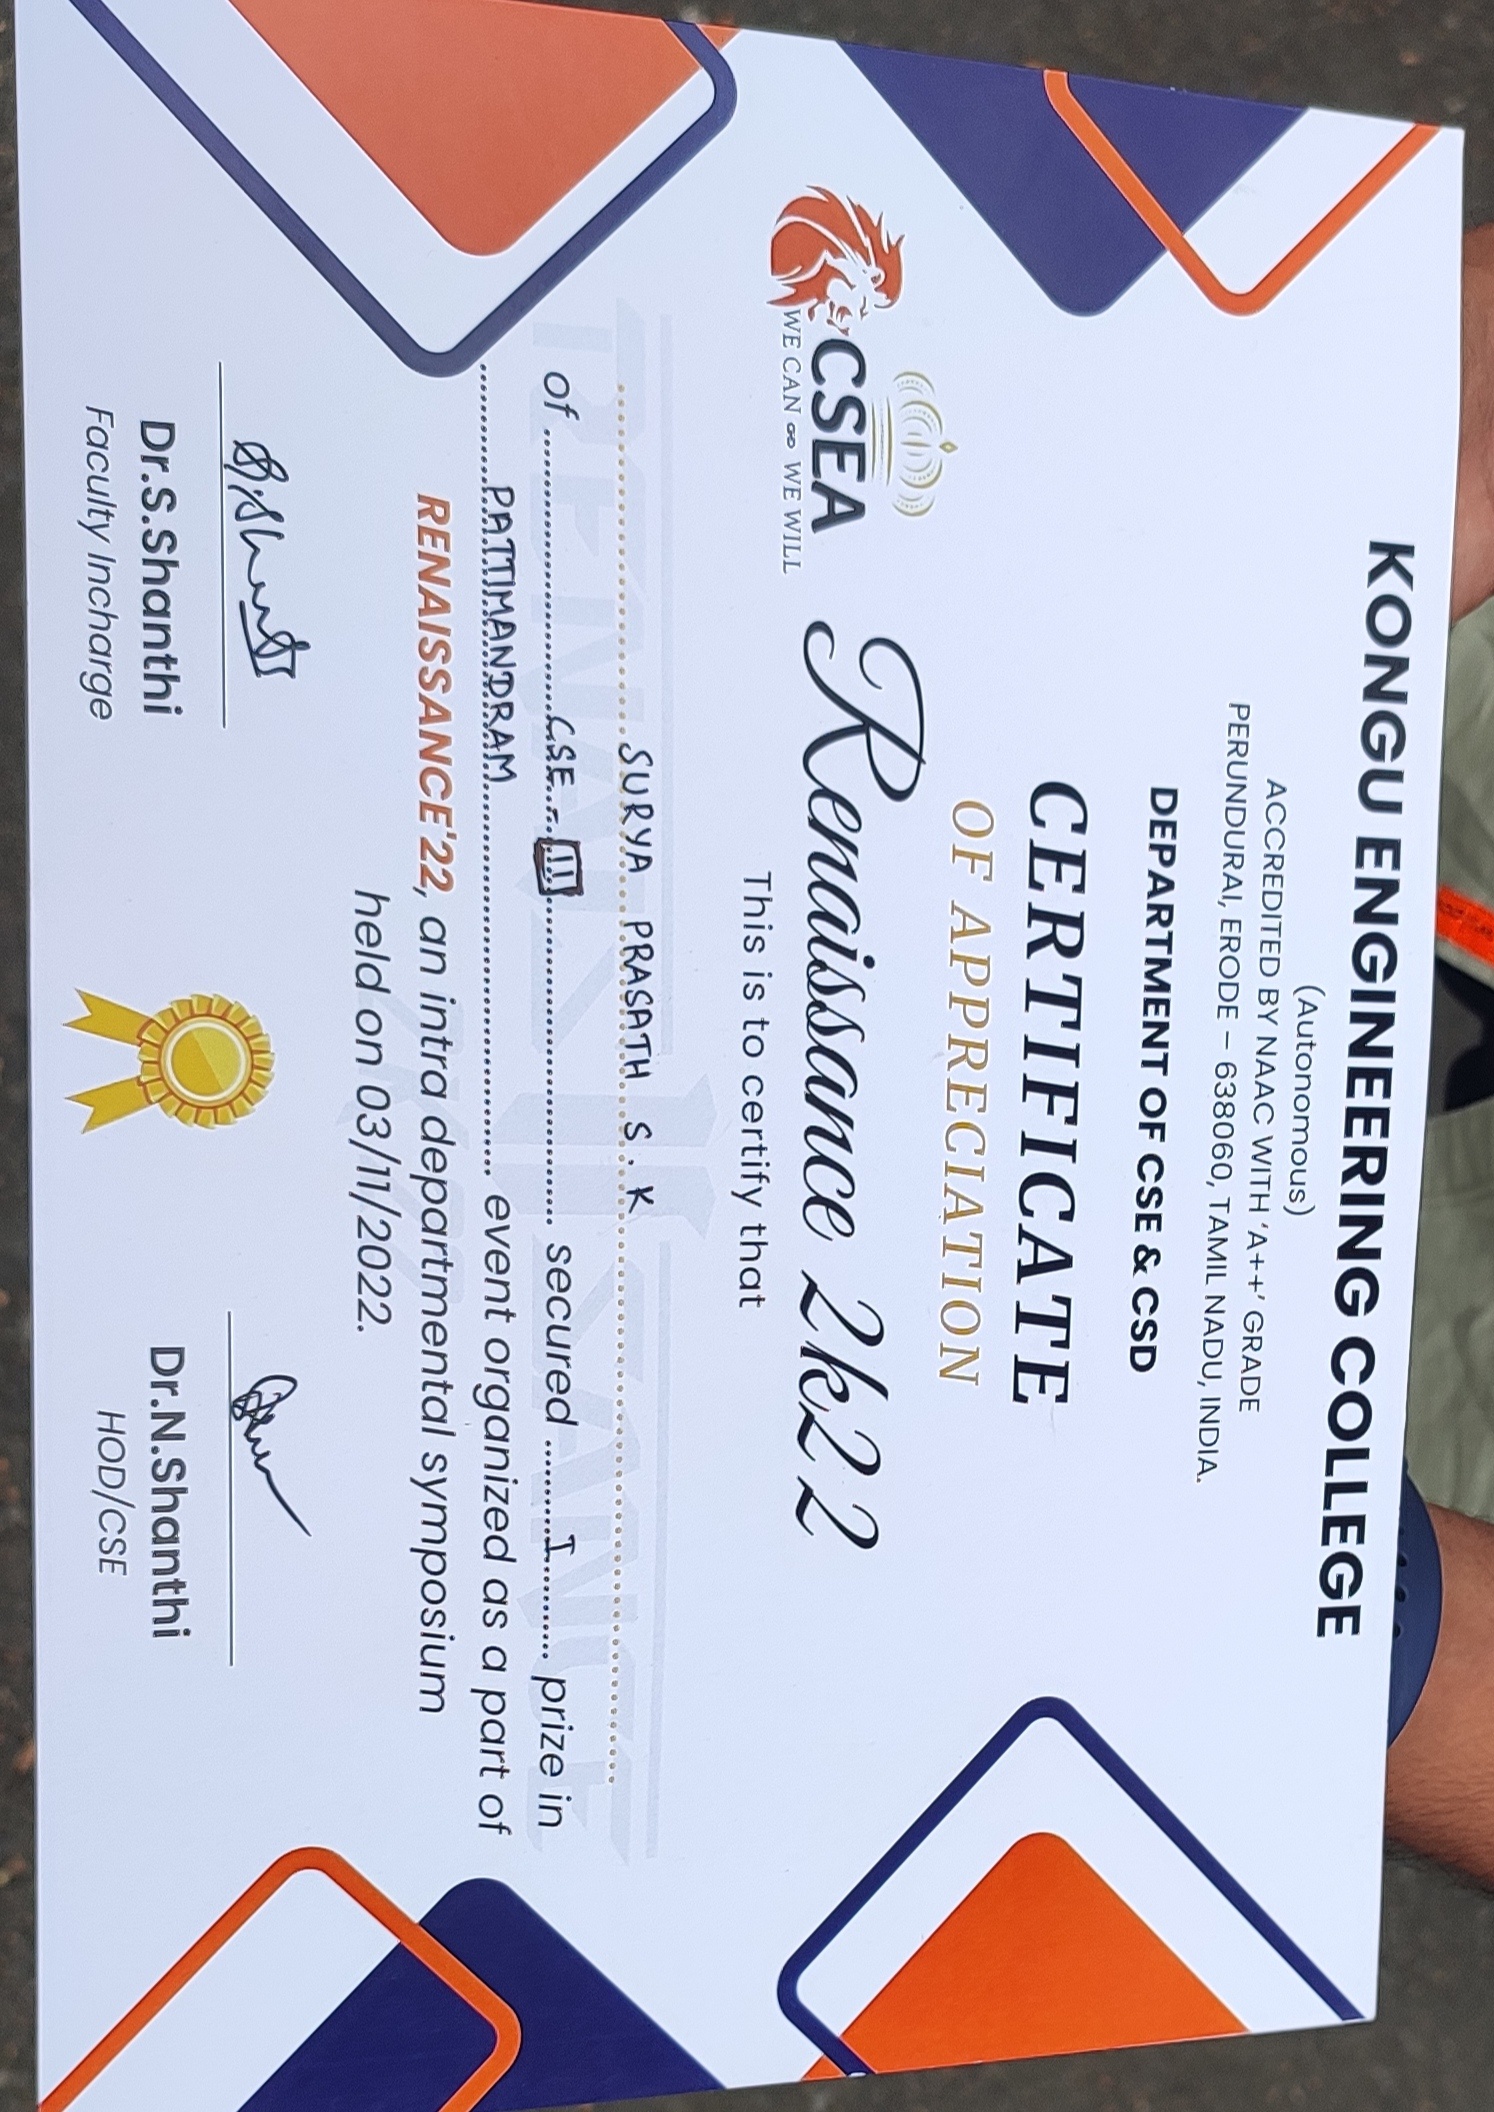 KONGU ENGINEERING COLLEGE
(Autonomous)
ACCREDITED BY NAAC WITH 'A++' GRADE
PERUNDURAI, ERODE – 638060, TAMIL NADU, INDIA.
DEPARTMENT OF CSE & CSD
CERTIFICATE
OF APPRECIATION
CSEA
WE CAN ∞ WE WILL
Renaissance 2k22
This is to certify that
SURYA PRASATH S.K
of CSE - III secured I prize in
PATTIMANDRAM event organized as a part of
RENAISSANCE'22, an intra departmental symposium
held on 03/11/2022.
Dr.S.Shanthi
Faculty Incharge
Dr.N.Shanthi
HOD/CSE